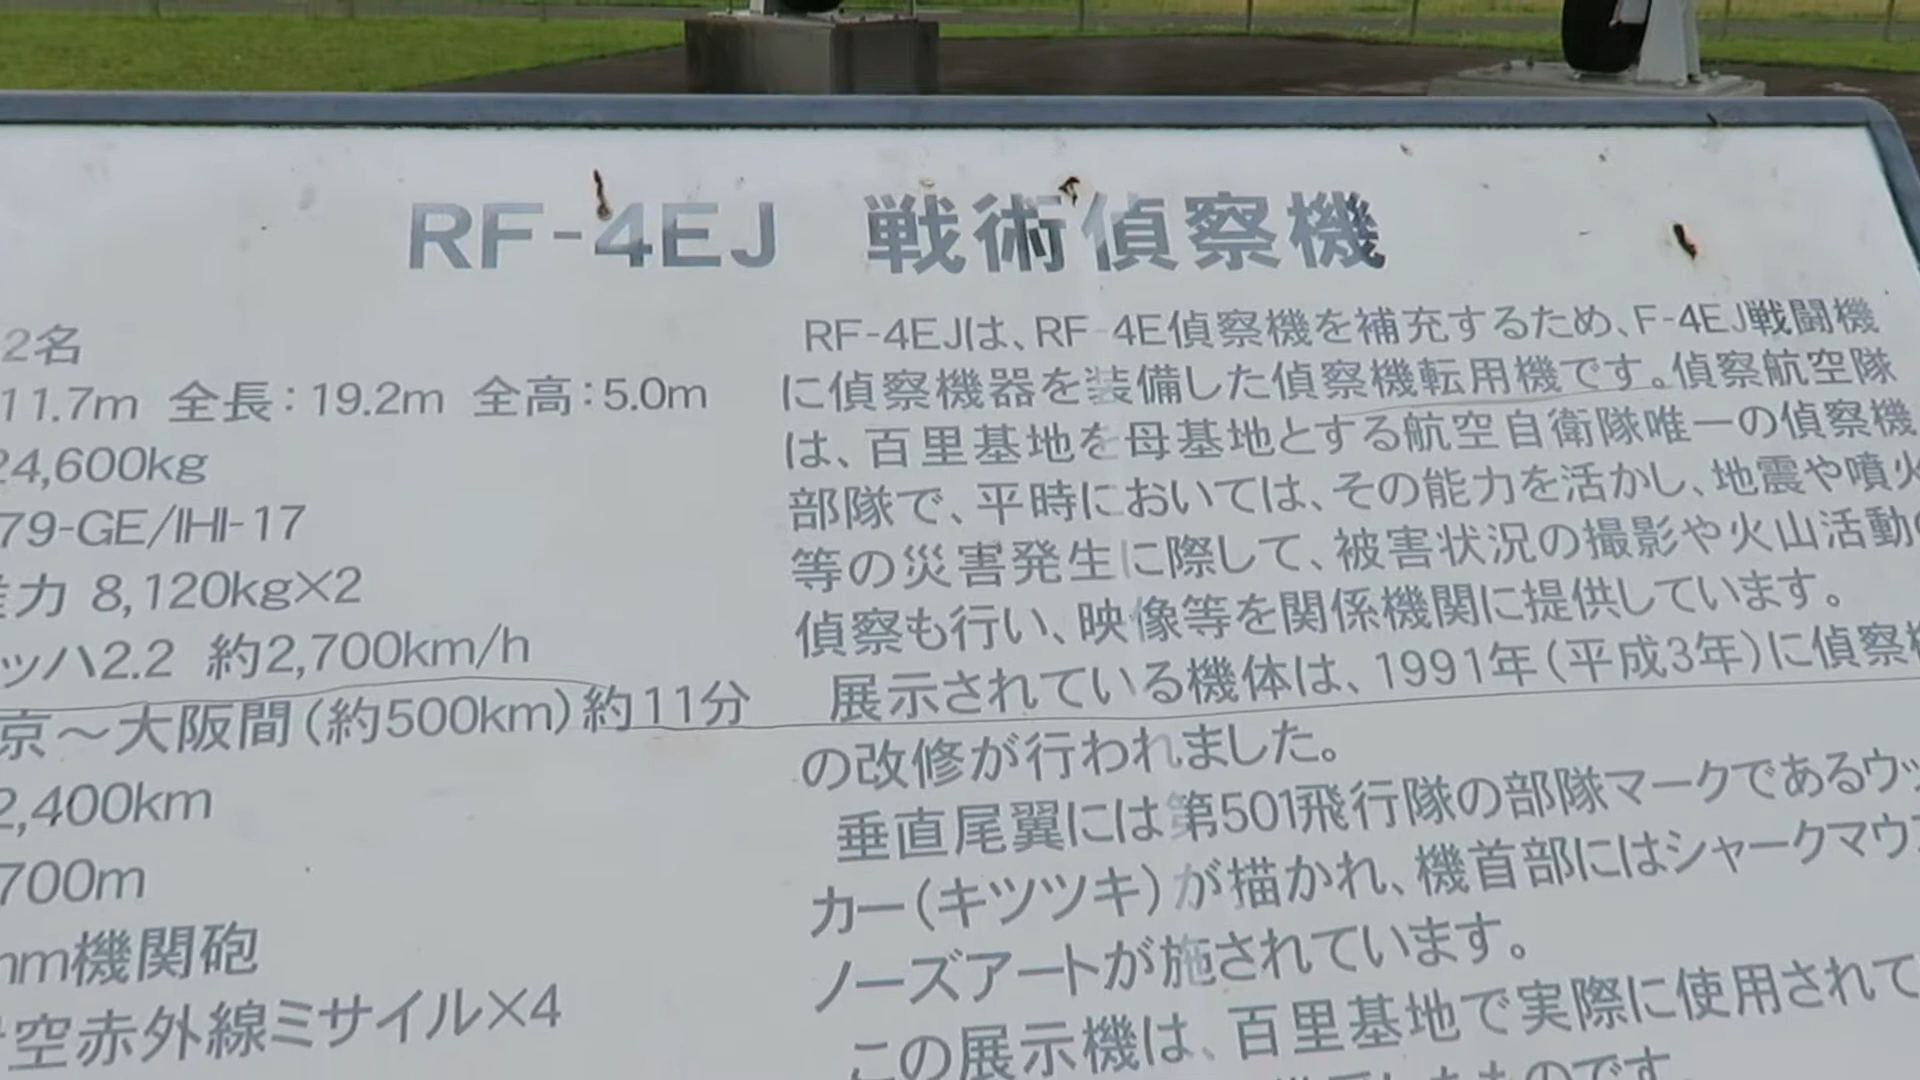 RF-4EJ 戦術偵察機
2名
11.7m 全長:19.2m 全高:5.0m
24,600kg
79-GE/IHI-17
力 8,120kg×2
ッハ2.2 約2,700km/h
京～大阪間(約500km)約11分
2,400km
700m
mm機関砲
空赤外線ミサイル×4
RF-4EJは、RF-4E偵察機を補充するため、F-4EJ戦闘機
に偵察機器を装備した偵察機転用機です。偵察航空隊
は、百里基地を母基地とする航空自衛隊唯一の偵察機
部隊で、平時においては、その能力を活かし、地震や噴火
等の災害発生に際して、被害状況の撮影や火山活動の
偵察も行い、映像等を関係機関に提供しています。
展示されている機体は、1991年(平成3年)に偵察機
の改修が行われました。
垂直尾翼には第501飛行隊の部隊マークであるウッ
カー(キツツキ)が描かれ、機首部にはシャークマウ
ノーズアートが施されています。
この展示機は、百里基地で実際に使用されて
したものです